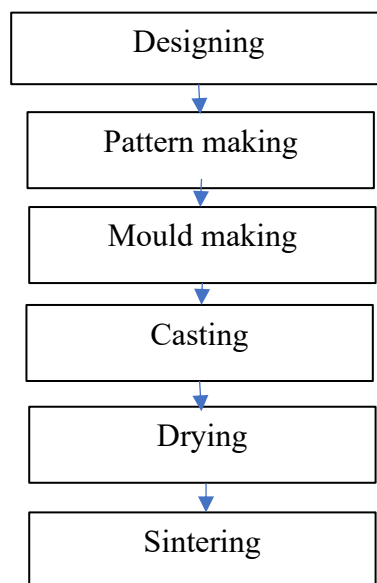 Designing
Pattern making
Mould making
Casting
Drying
Sintering